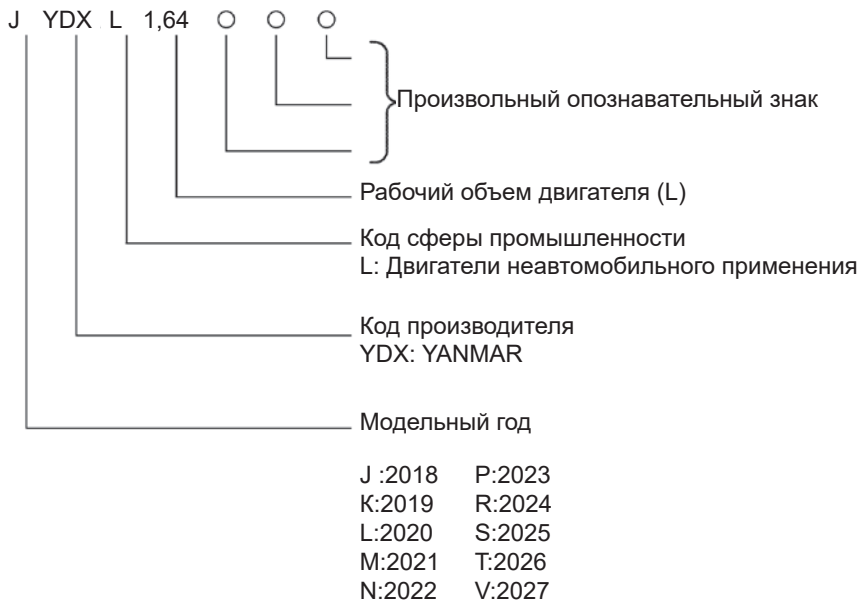 J YDX L 1,64 ○ ○ ○
Произвольный опознавательный знак
Рабочий объем двигателя (L)
Код сферы промышленности
L: Двигатели неавтомобильного применения
Код производителя
YDX: YANMAR
Модельный год
J :2018 P:2023
K:2019 R:2024
L:2020 S:2025
M:2021 T:2026
N:2022 V:2027